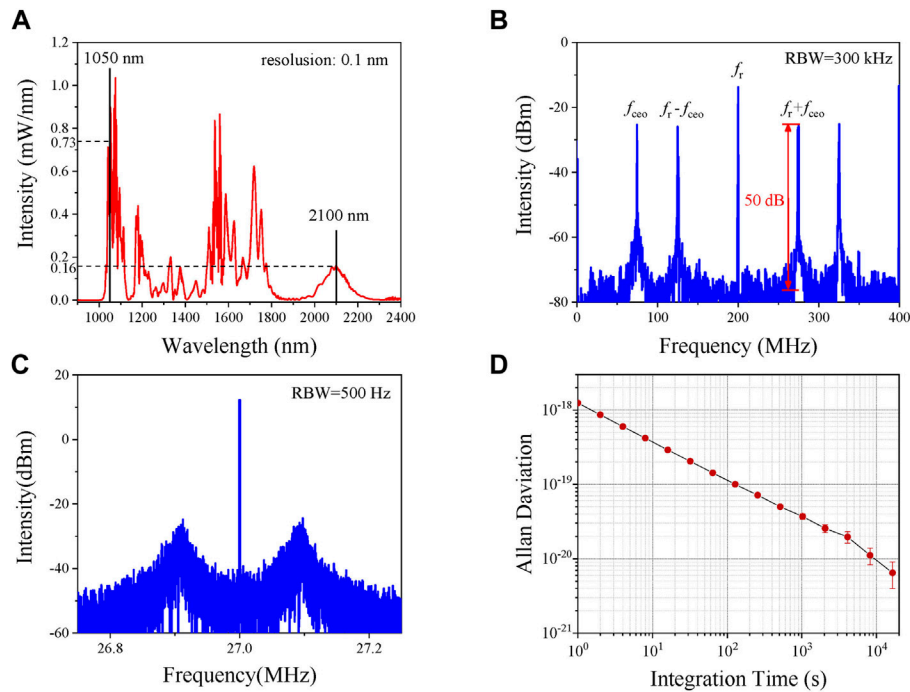 A
1050 nm
resolusion: 0.1 nm
1.2
1.0
0.8
0.73
0.6
0.4
0.2
0.16
0.0
2100 nm
Intensity (mW/nm)
1000 1200 1400 1600 1800 2000 2200 2400
Wavelength (nm)
B
RBW=300 kHz
0
-20
-40
-60
-80
fr
fceo
fr - fceo
fr+fceo
50 dB
Intensity (dBm)
0 100 200 300 400
Frequency (MHz)
C
RBW=500 Hz
20
0
-20
-40
-60
Intensity(dBm)
26.8 27.0 27.2
Frequency(MHz)
D
10-18
10-19
10-20
10-21
Allan Daviation
100 101 102 103 104
Integration Time (s)